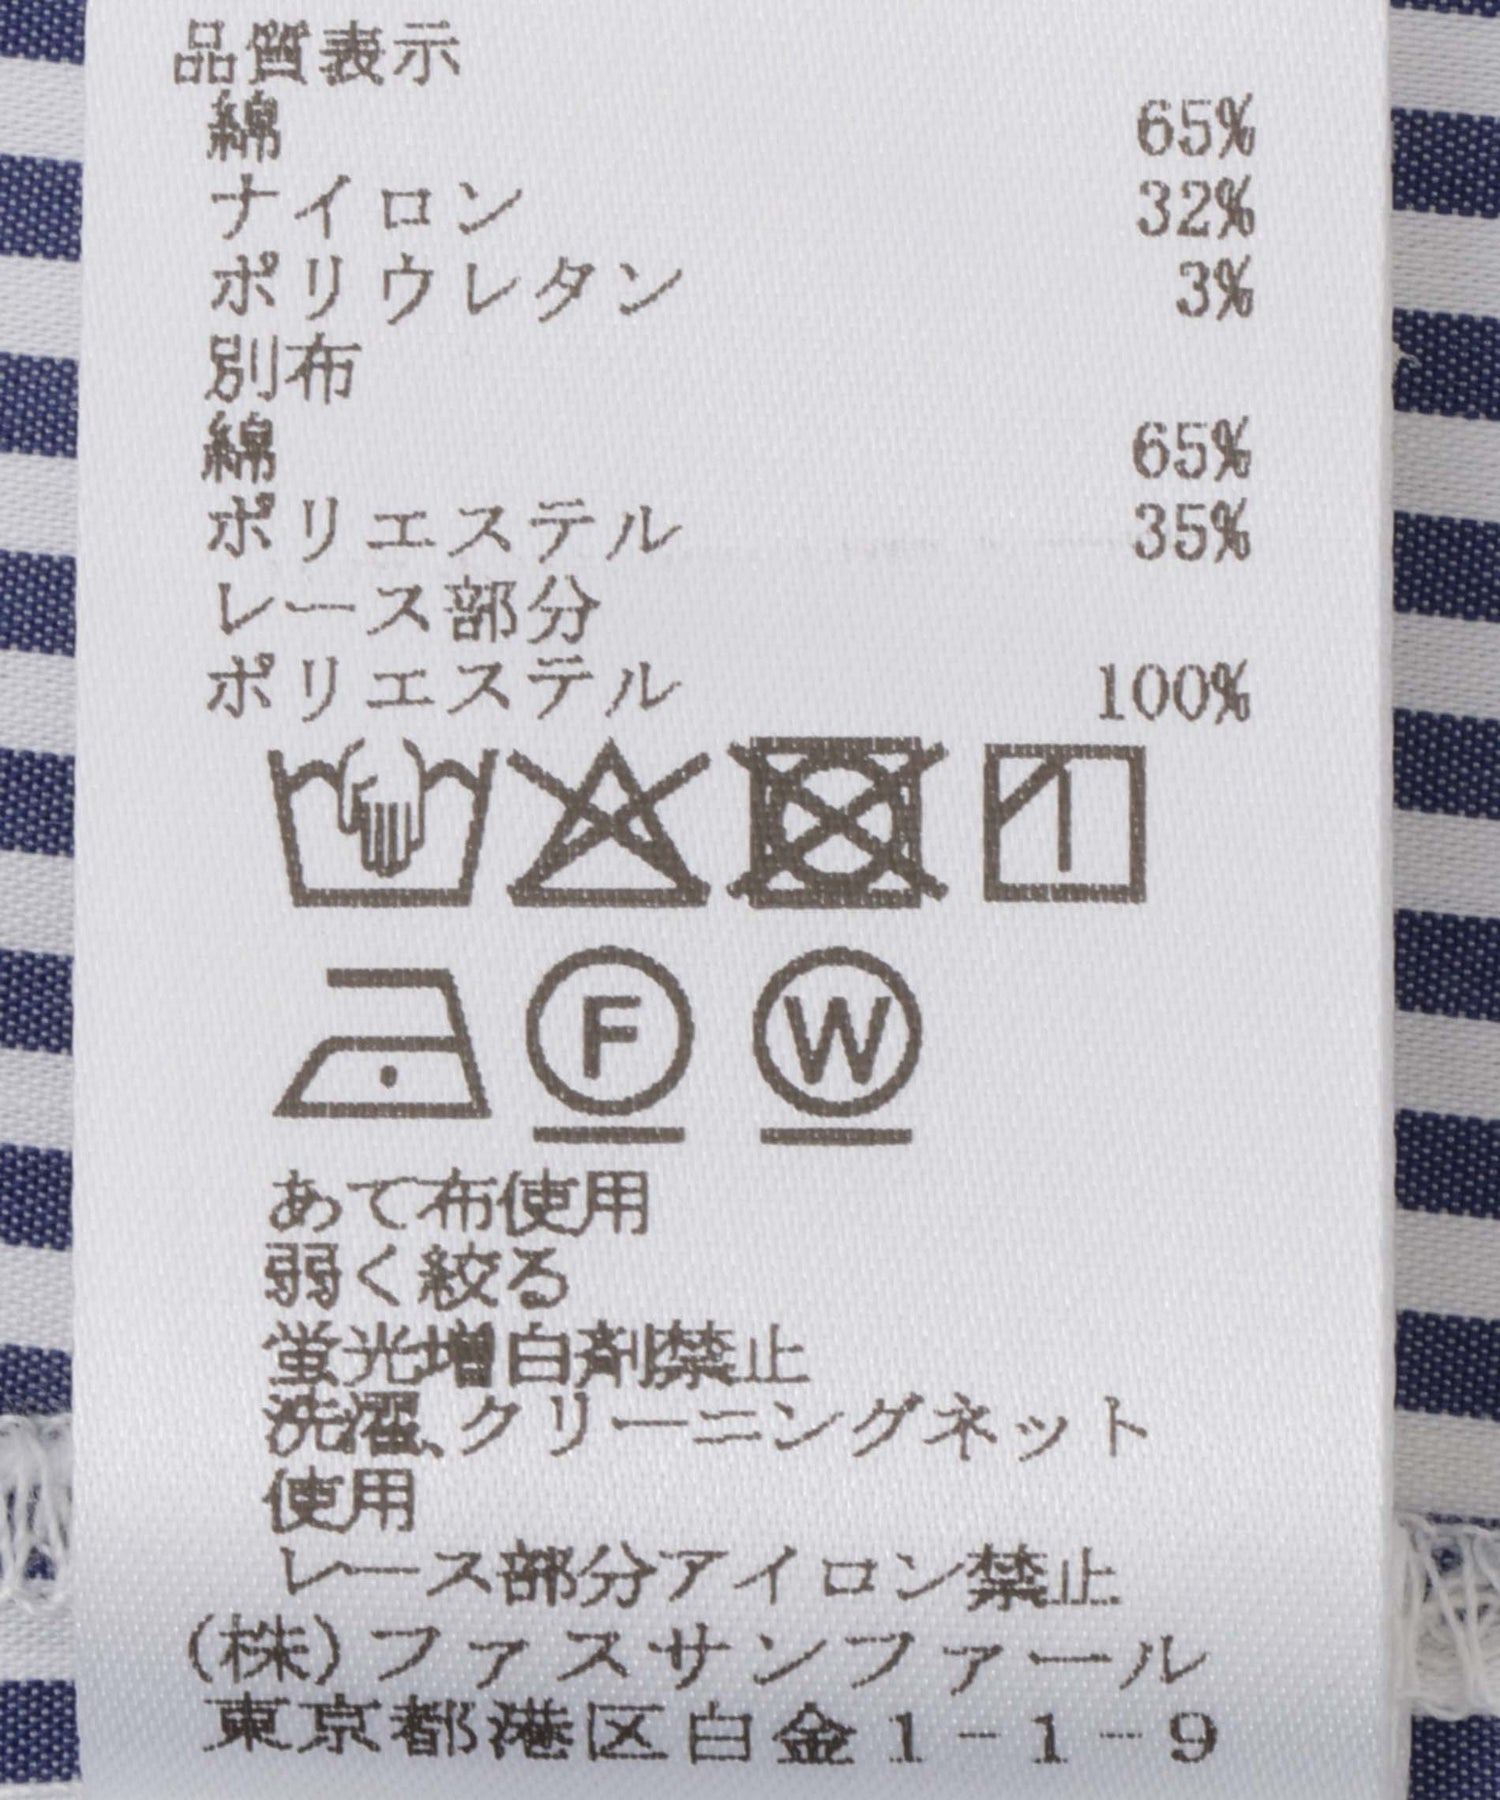 品質表示
綿 65%
ナイロン 32%
ポリウレタン 3%
別布
綿 65%
ポリエステル 35%
レース部分
ポリエステル 100%
F W
あて布使用
弱く絞る
蛍光増白剤禁止
洗濯、クリーニングネット
使用
レース部分アイロン禁止
(株)ファスサンファール
東京都港区白金1-1-9